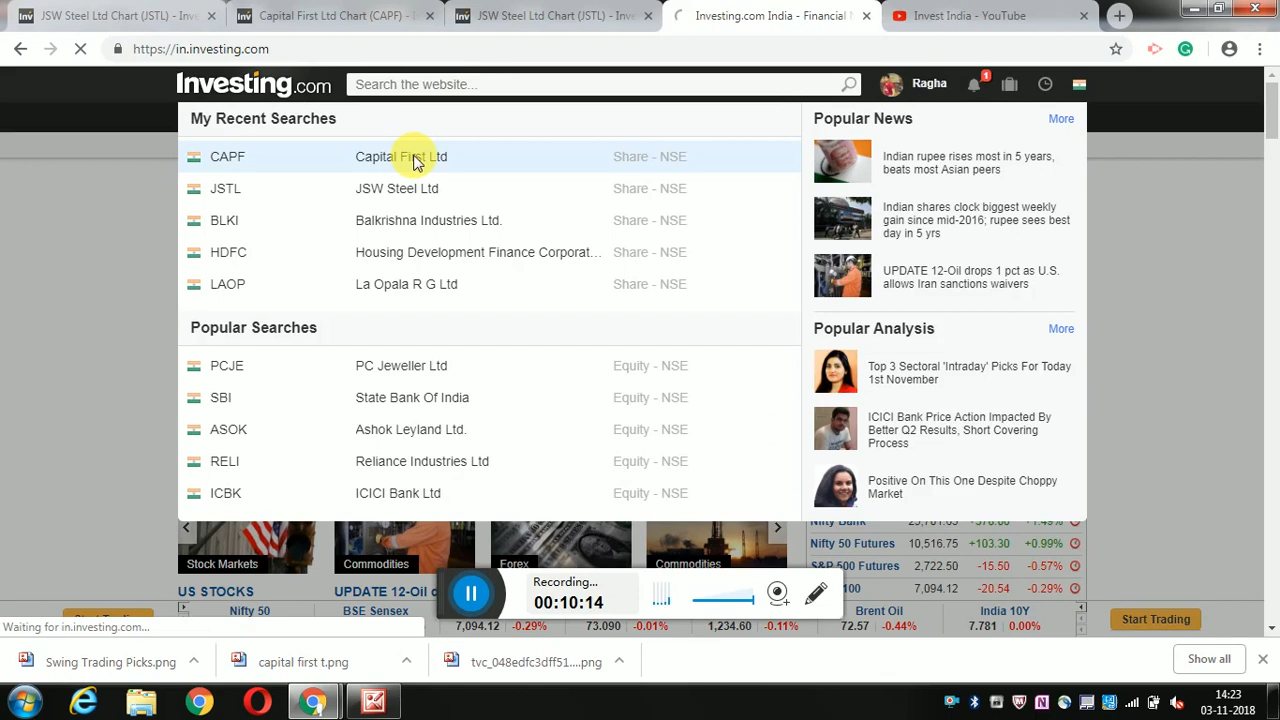 JSTL Steel Ltd Chart (JSTL) - Inve
Capital First Ltd Chart (CAPF) - 
JSW Steel Ltd Chart (JSTL) - Inve
Investing.com India - Financial
Invest India - YouTube
https://in.investing.com
Investing.com
Search the website...
Ragha
1
My Recent Searches
CAPF Capital First Ltd Share - NSE
JSTL JSW Steel Ltd Share - NSE
BLKI Balkrishna Industries Ltd. Share - NSE
HDFC Housing Development Finance Corporat... Share - NSE
LAOP La Opala R G Ltd Share - NSE
Popular Searches
PCJE PC Jeweller Ltd Equity - NSE
SBI State Bank Of India Equity - NSE
ASOK Ashok Leyland Ltd. Equity - NSE
RELI Reliance Industries Ltd Equity - NSE
ICBK ICICI Bank Ltd Equity - NSE
Popular News More
Indian rupee rises most in 5 years,
beats most Asian peers
Indian shares clock biggest weekly
gain since mid-2016; rupee sees best
day in 5 yrs
UPDATE 12-Oil drops 1 pct as U.S.
allows Iran sanctions waivers
Popular Analysis More
Top 3 Sectoral 'Intraday' Picks For Today
1st November
ICICI Bank Price Action Impacted By
Better Q2 Results, Short Covering
Process
Positive On This One Despite Choppy
Market
Nifty Bank +1.49%
Nifty 50 Futures 10,516.75 +103.30 +0.99%
S&P 500 Futures 2,722.50 -15.50 -0.57%
100 7,094.12 -20.54 -0.29%
Stock Markets
Commodities
Forex
Commodities
US STOCKS
UPDATE 12-Oil d
Recording...
00:10:14
Start Trading
Nifty 50
BSE Sensex
7,094.12 -0.29%
73.090 -0.01%
1,234.60 -0.11%
Brent Oil
72.57 -0.44%
India 10Y
7.781 0.00%
Start Trading
Waiting for in.investing.com...
Swing Trading Picks.png
capital first t.png
tvc_048edfc3dff51....png
Show all
14:23
03-11-2018